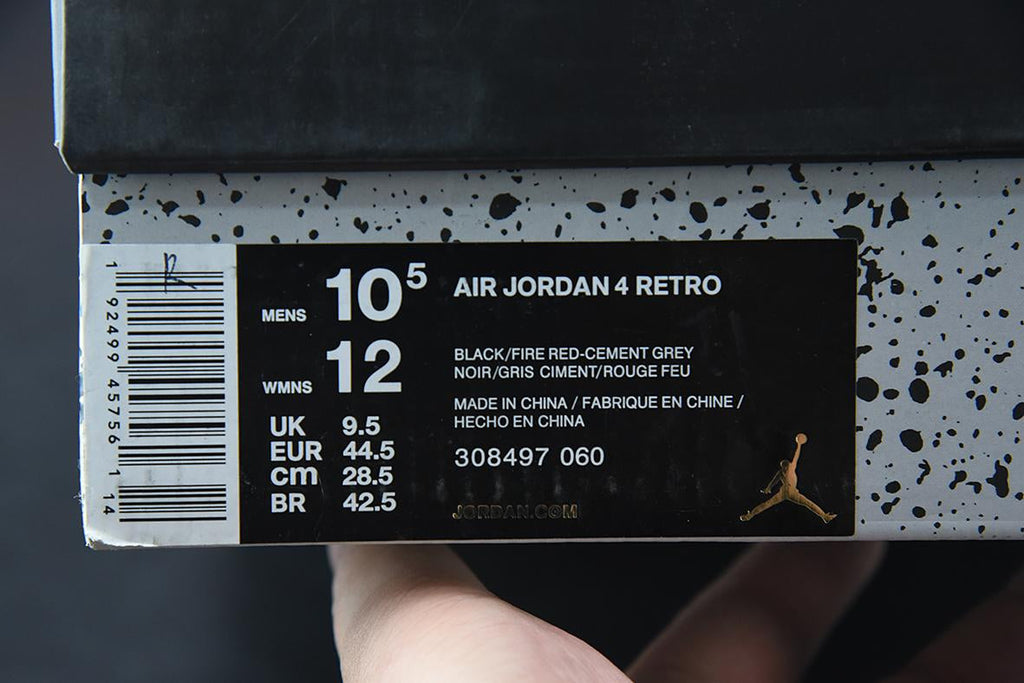 R
1 92499 45756 1 14
MENS 10 5
WMNS 12
UK 9.5
EUR 44.5
cm 28.5
BR 42.5
AIR JORDAN 4 RETRO
BLACK/FIRE RED-CEMENT GREY
NOIR/GRIS CIMENT/ROUGE FEU
MADE IN CHINA / FABRIQUE EN CHINE /
HECHO EN CHINA
308497 060
JORDAN.COM